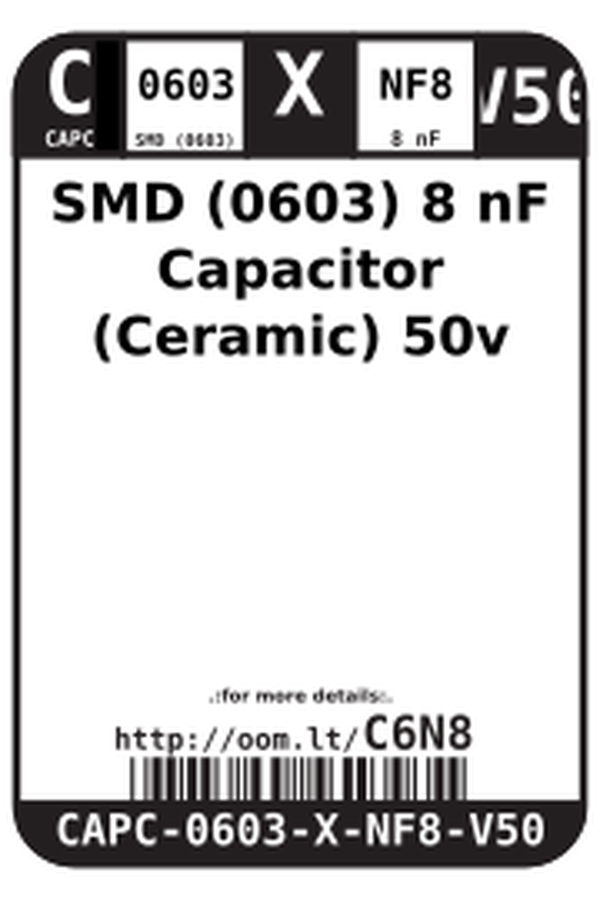 C 0603 X NF8 V50
CAPC SMD (0603) 8 nF
SMD (0603) 8 nF
Capacitor
(Ceramic) 50v
.:for more details:.
http://oom.lt/C6N8
CAPC-0603-X-NF8-V50